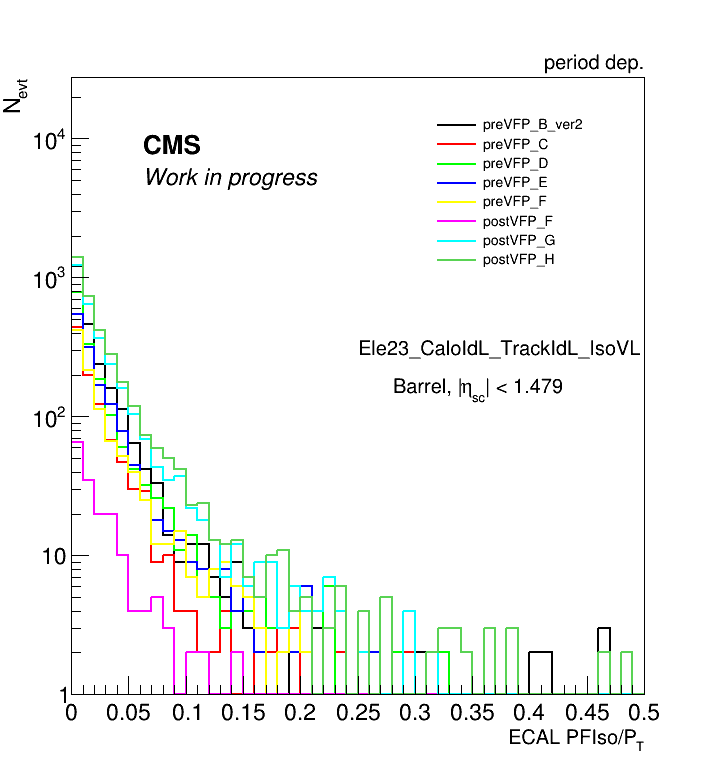 period dep.
N_evt
CMS
Work in progress
preVFP_B_ver2
preVFP_C
preVFP_D
preVFP_E
preVFP_F
postVFP_F
postVFP_G
postVFP_H
Ele23_CaloIdL_TrackIdL_IsoVL
Barrel, |η_sc| < 1.479
10^4
10^3
10^2
10
1
0 0.05 0.1 0.15 0.2 0.25 0.3 0.35 0.4 0.45 0.5
ECAL PFIso/P_T